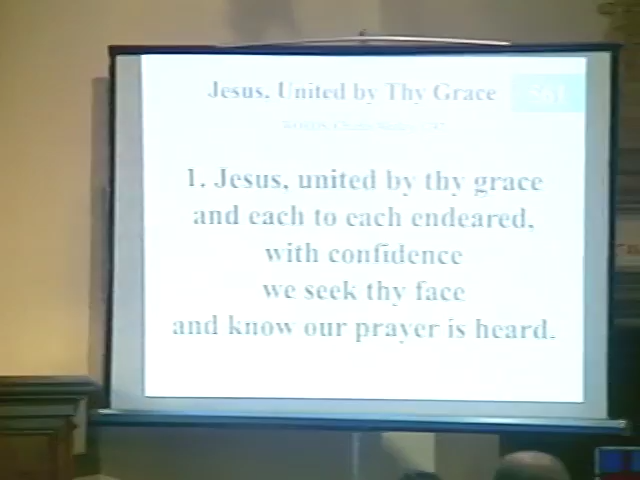 Jesus, United by Thy Grace
561
1. Jesus, united by thy grace
and each to each endeared,
with confidence
we seek thy face
and know our prayer is heard.